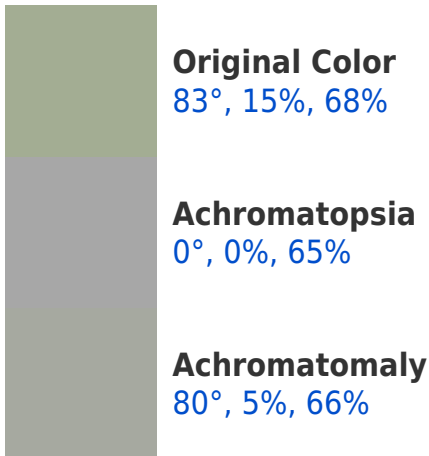 Original Color
83°, 15%, 68%
Achromatopsia
0°, 0%, 65%
Achromatomaly
80°, 5%, 66%